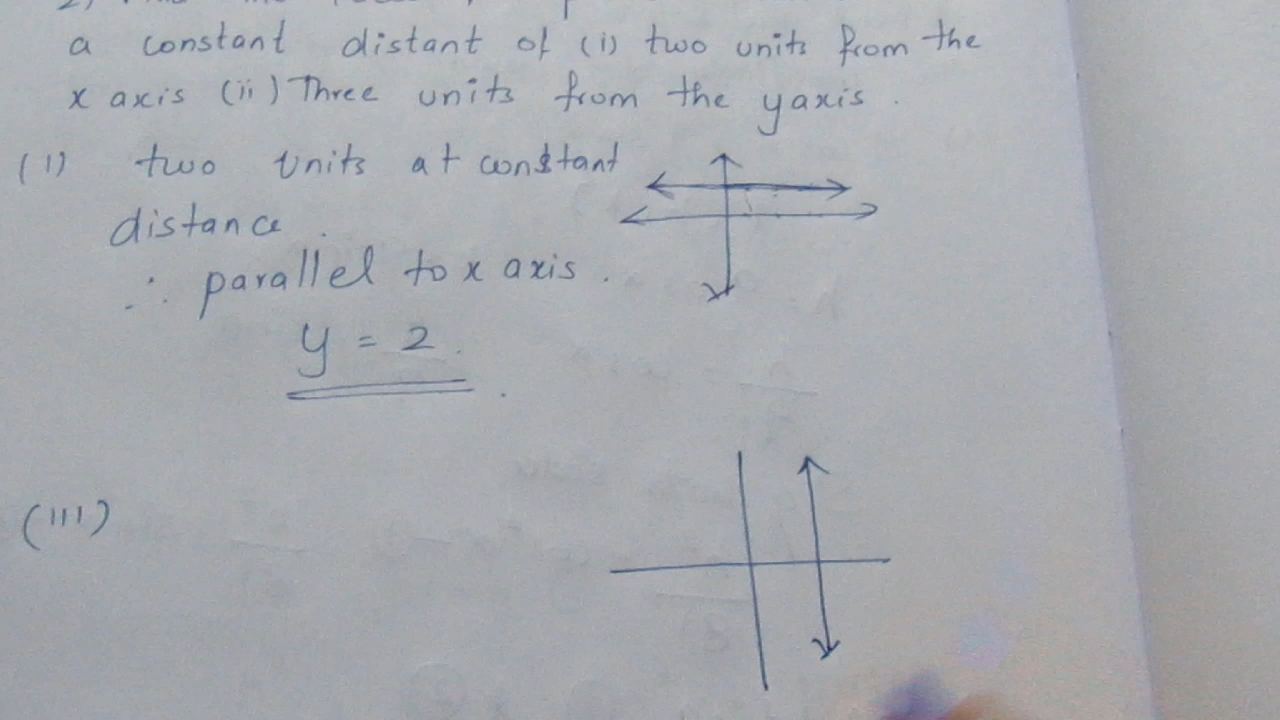 a constant distant of (i) two units from the
x axis (ii) Three units from the yaxis.
(i) two units at constant
distance.
∴ parallel to x axis.
y = 2.
(iii)